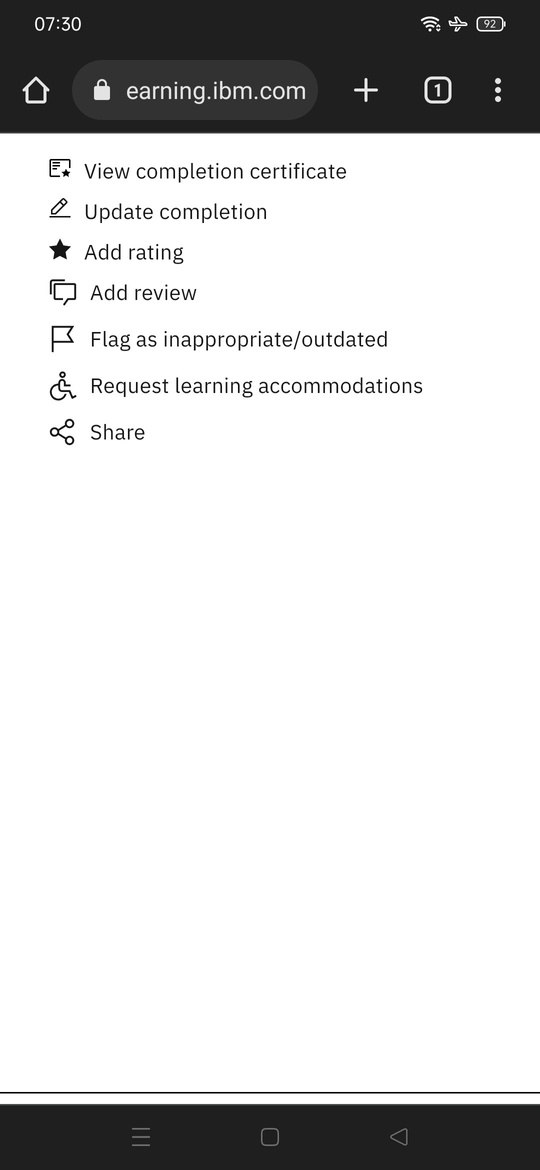 07:30
92
earning.ibm.com
1
View completion certificate
Update completion
Add rating
Add review
Flag as inappropriate/outdated
Request learning accommodations
Share